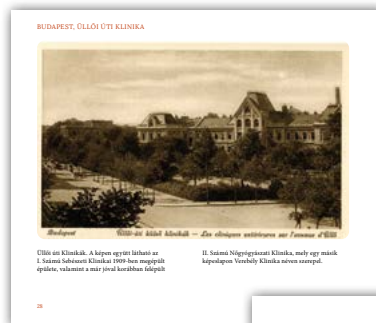 BUDAPEST, ÜLLŐI ÚTI KLINIKA
Budapest Üllői-úti külső klinikák — Les cliniques extérieures sur l'avenue d'Üllő
Üllői úti Klinikák. A képen együtt látható az
I. Számú Sebészeti Klinikai 1909-ben megépült
épülete, valamint a már jóval korábban felépült
II. Számú Nőgyógyászati Klinika, mely egy másik
képeslapon Verebély Klinika néven szerepel.
28